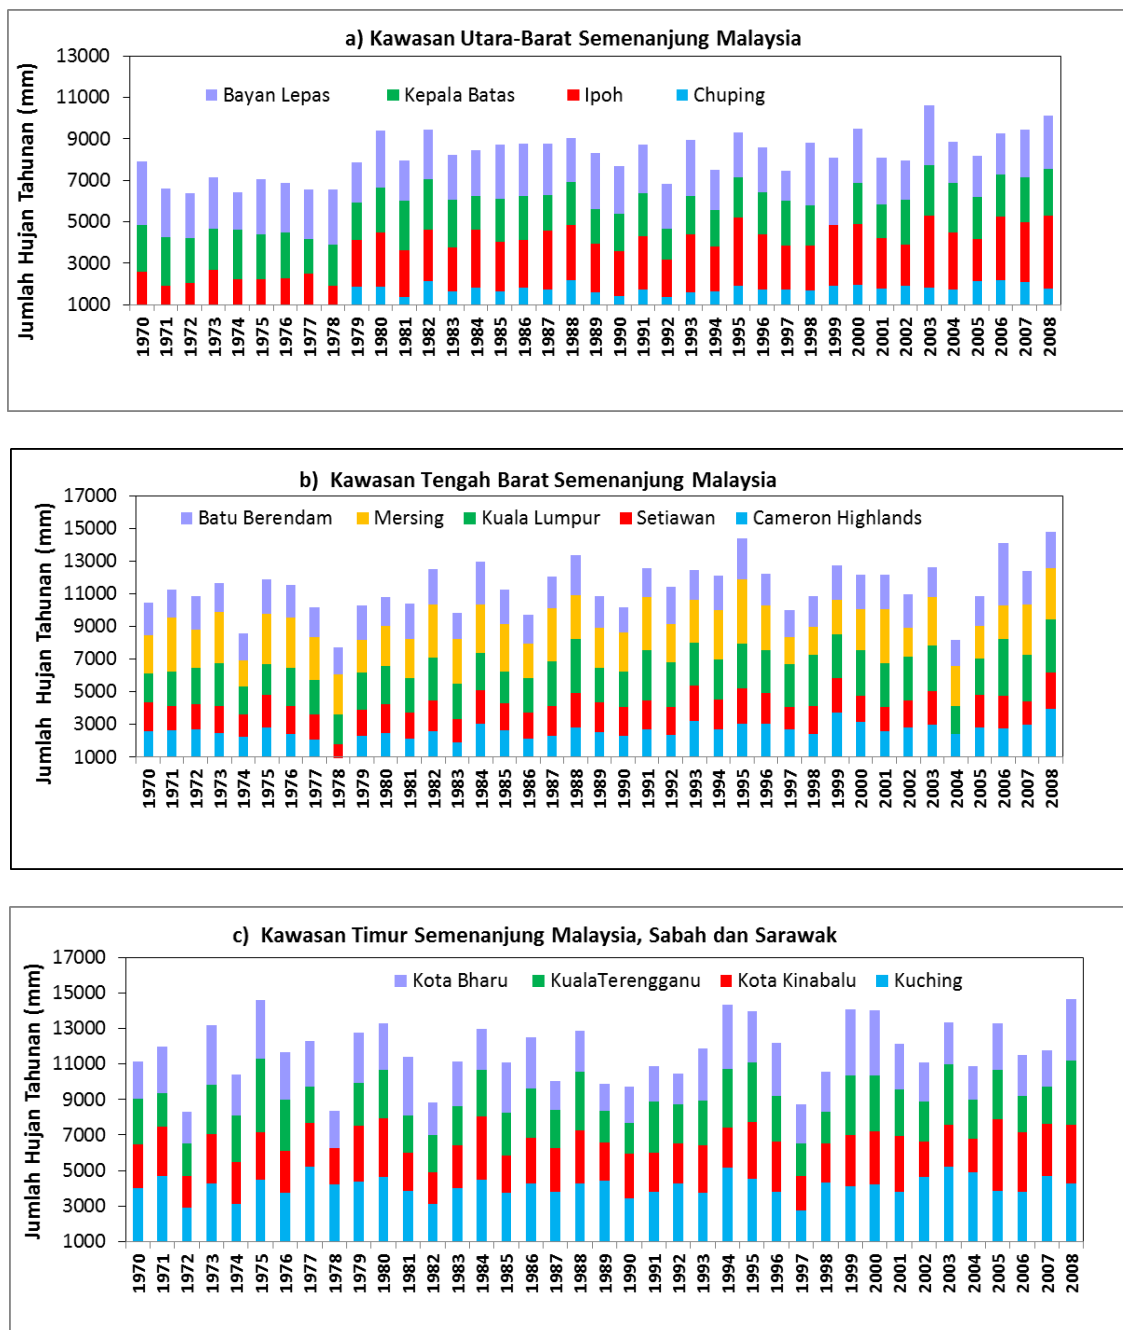 a) Kawasan Utara-Barat Semenanjung Malaysia
Jumlah Hujan Tahunan (mm)
13000
11000
9000
7000
5000
3000
1000
Bayan Lepas Kepala Batas Ipoh Chuping
1970 1971 1972 1973 1974 1975 1976 1977 1978 1979 1980 1981 1982 1983 1984 1985 1986 1987 1988 1989 1990 1991 1992 1993 1994 1995 1996 1997 1998 1999 2000 2001 2002 2003 2004 2005 2006 2007 2008
b) Kawasan Tengah Barat Semenanjung Malaysia
Jumlah Hujan Tahunan (mm)
17000
15000
13000
11000
9000
7000
5000
3000
1000
Batu Berendam Mersing Kuala Lumpur Setiawan Cameron Highlands
1970 1971 1972 1973 1974 1975 1976 1977 1978 1979 1980 1981 1982 1983 1984 1985 1986 1987 1988 1989 1990 1991 1992 1993 1994 1995 1996 1997 1998 1999 2000 2001 2002 2003 2004 2005 2006 2007 2008
c) Kawasan Timur Semenanjung Malaysia, Sabah dan Sarawak
Jumlah Hujan Tahunan (mm)
17000
15000
13000
11000
9000
7000
5000
3000
1000
Kota Bharu KualaTerengganu Kota Kinabalu Kuching
1970 1971 1972 1973 1974 1975 1976 1977 1978 1979 1980 1981 1982 1983 1984 1985 1986 1987 1988 1989 1990 1991 1992 1993 1994 1995 1996 1997 1998 1999 2000 2001 2002 2003 2004 2005 2006 2007 2008